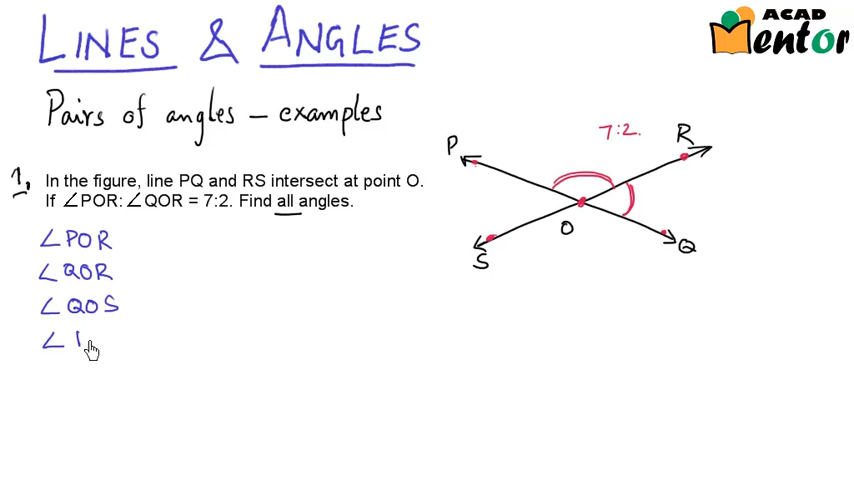 LINES & ANGLES
ACAD
Mentor
Pairs of angles – examples
7:2.
R
P
1.
In the figure, line PQ and RS intersect at point O.
If ∠POR: ∠QOR = 7:2. Find all angles.
O
∠POR
Q
S
∠QOR
∠QOS
∠